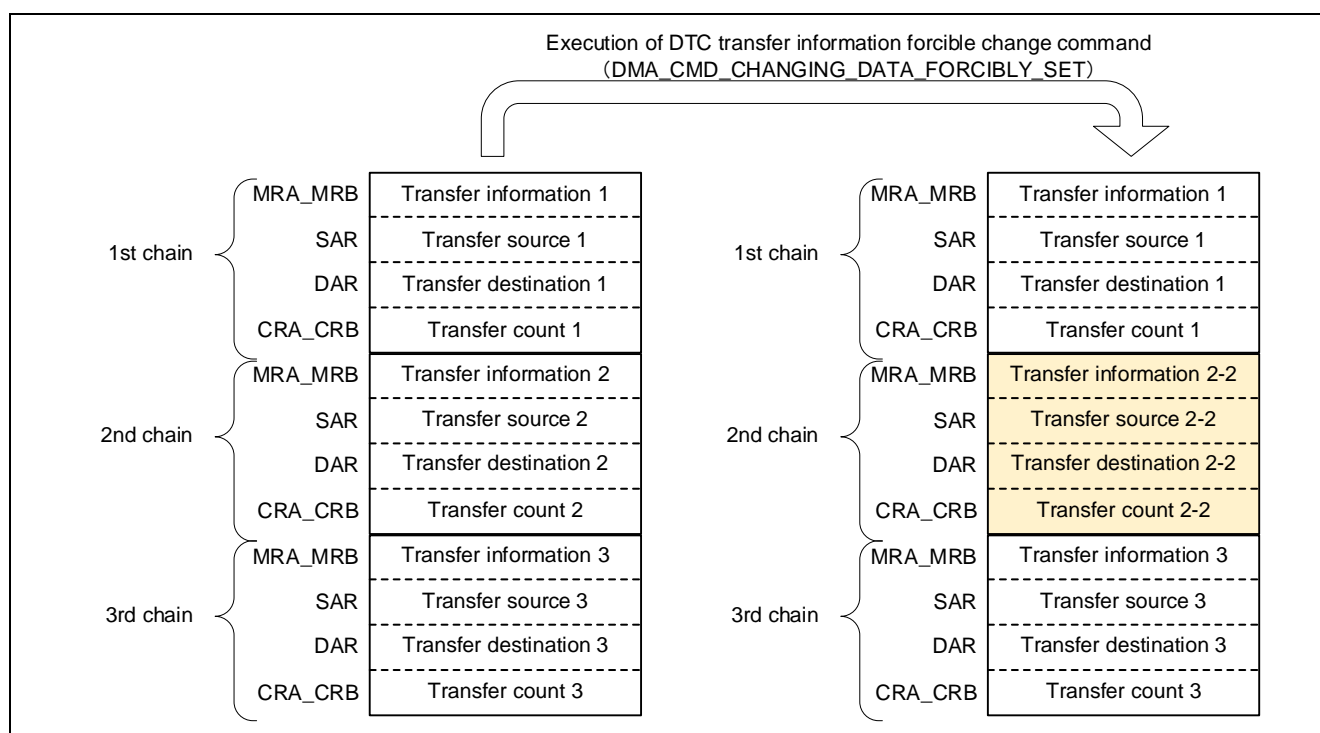 Execution of DTC transfer information forcible change command
（DMA_CMD_CHANGING_DATA_FORCIBLY_SET）
1st chain
MRA_MRB Transfer information 1
SAR Transfer source 1
DAR Transfer destination 1
CRA_CRB Transfer count 1
2nd chain
MRA_MRB Transfer information 2
SAR Transfer source 2
DAR Transfer destination 2
CRA_CRB Transfer count 2
3rd chain
MRA_MRB Transfer information 3
SAR Transfer source 3
DAR Transfer destination 3
CRA_CRB Transfer count 3
1st chain
MRA_MRB Transfer information 1
SAR Transfer source 1
DAR Transfer destination 1
CRA_CRB Transfer count 1
2nd chain
MRA_MRB Transfer information 2-2
SAR Transfer source 2-2
DAR Transfer destination 2-2
CRA_CRB Transfer count 2-2
3rd chain
MRA_MRB Transfer information 3
SAR Transfer source 3
DAR Transfer destination 3
CRA_CRB Transfer count 3